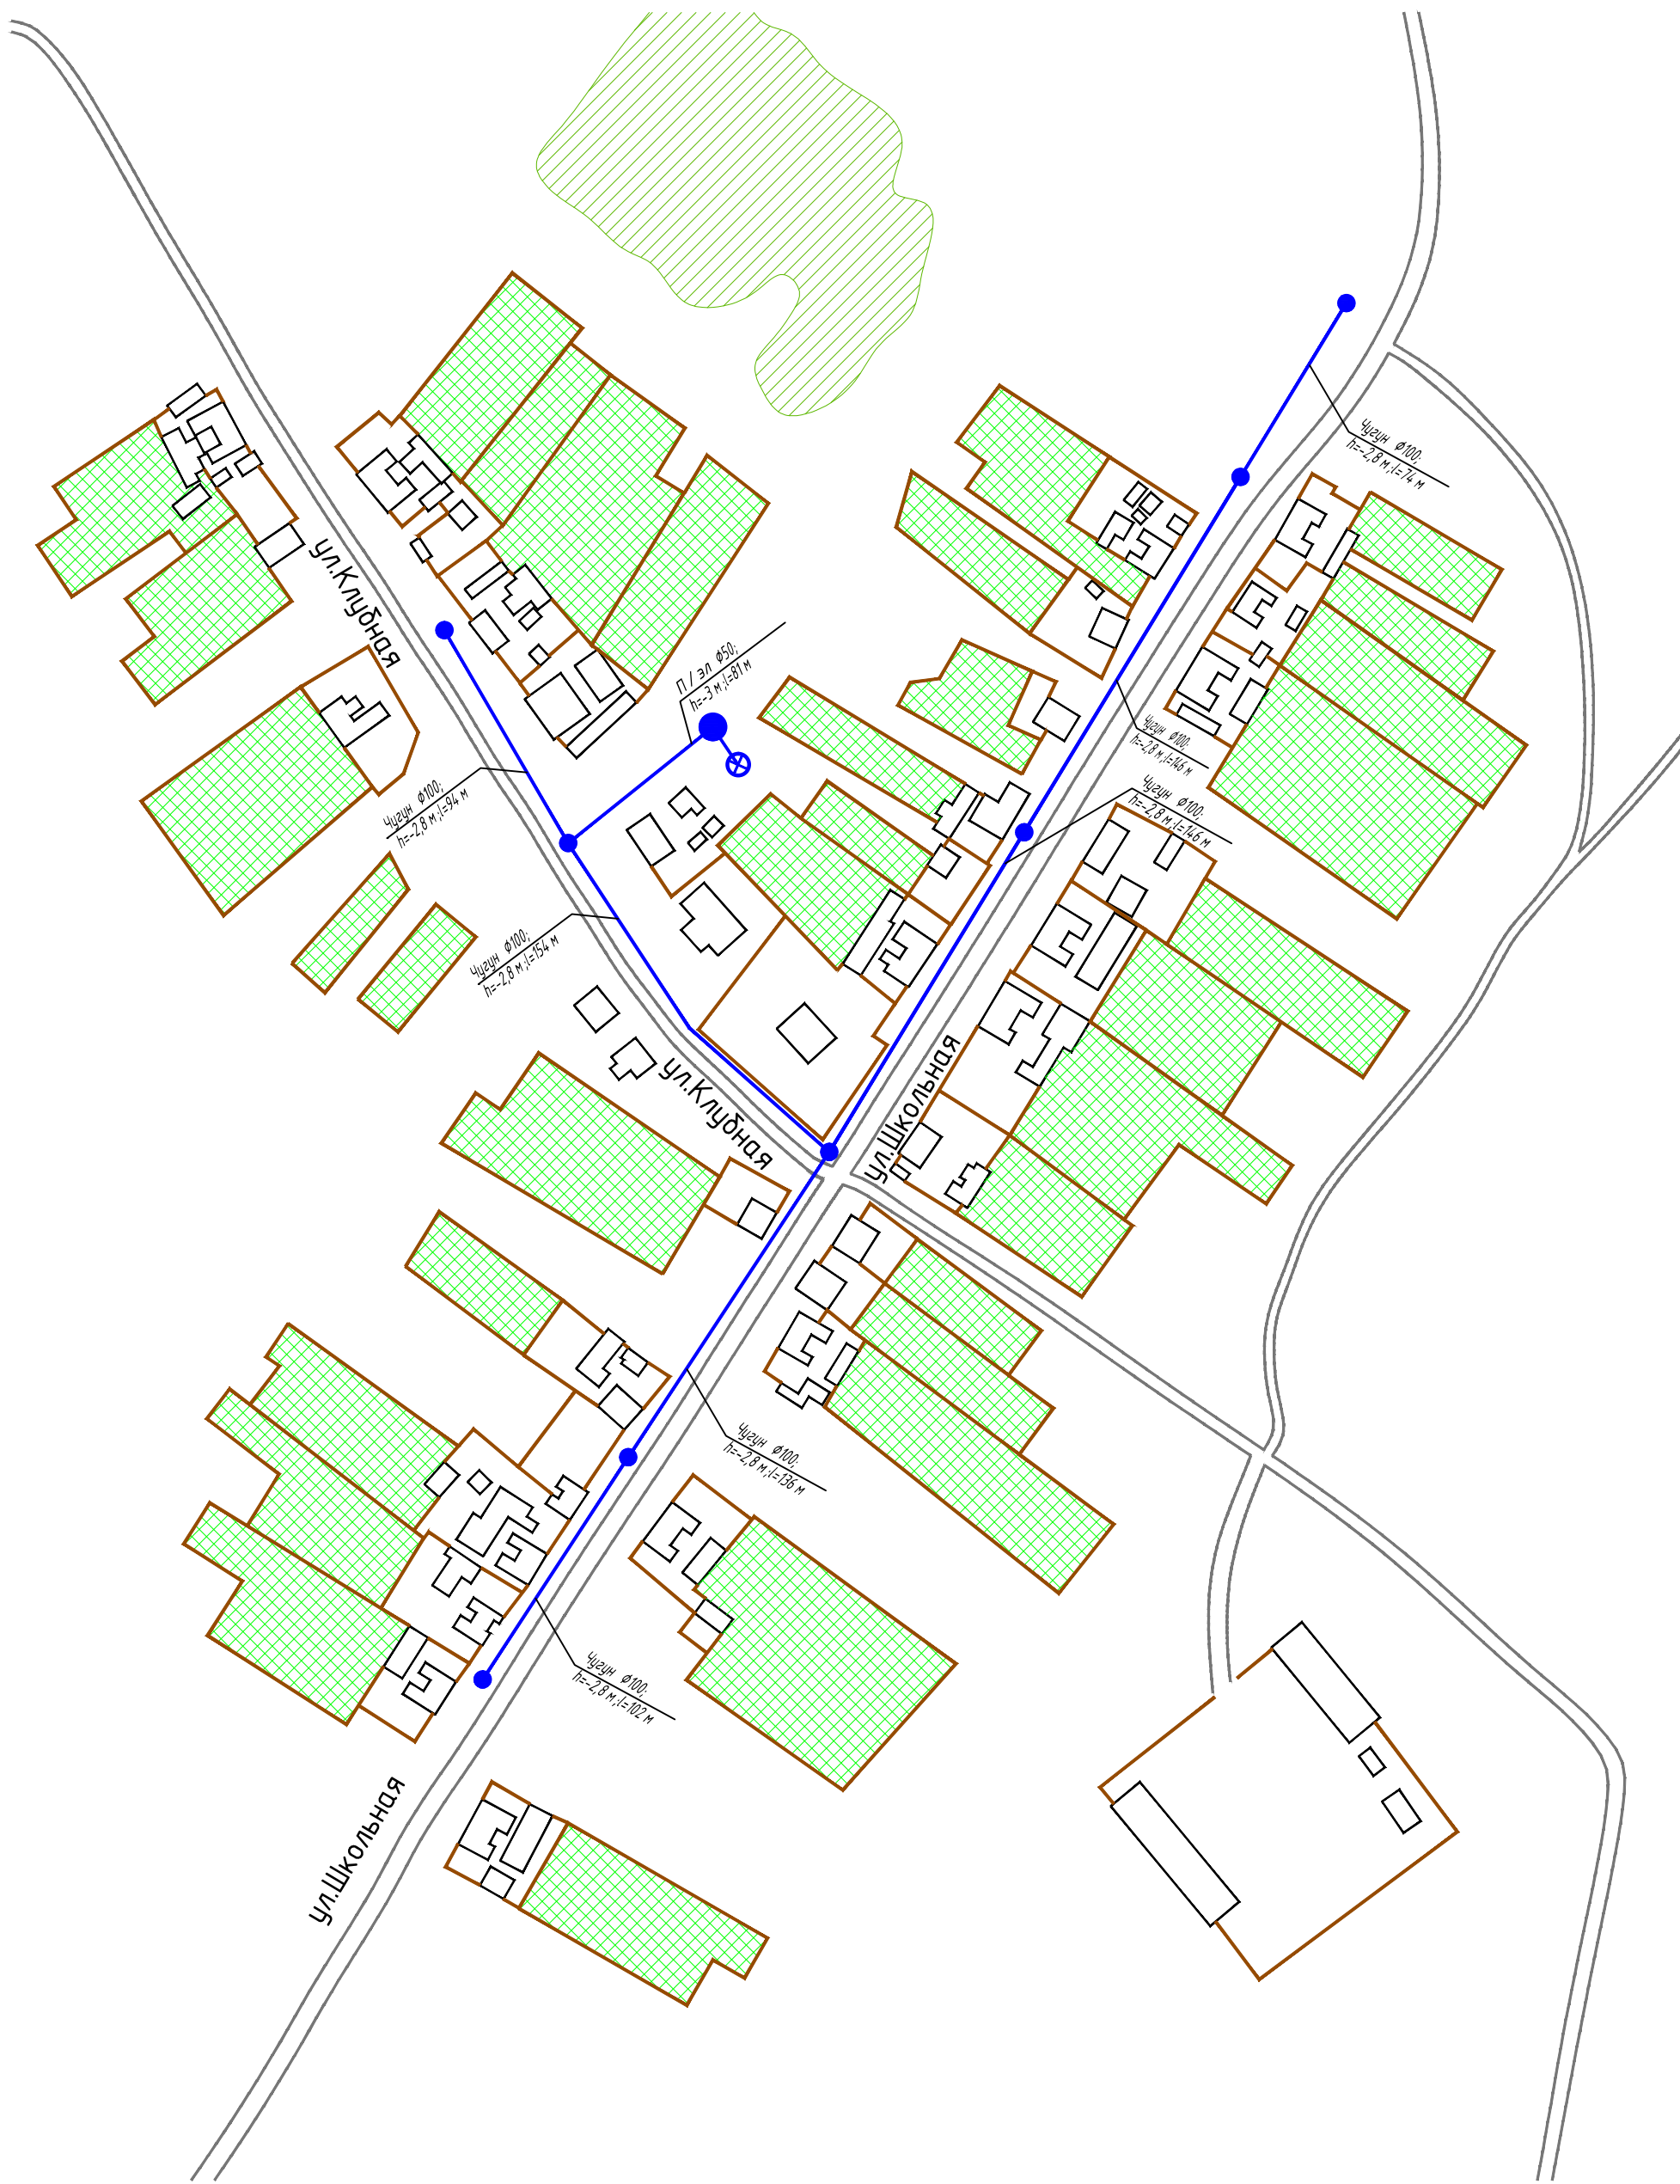 Чугун ф100;
h=-2,8 м;l=74 м
ул.Клубная
П / эл ф50;
h=-3 м;l=81 м
Чугун ф100;
h=-2,8 м;l=146 м
Чугун ф100;
h=-2,8 м;l=94 м
Чугун ф100;
h=-2,8 м;l=146 м
Чугун ф100;
h=-2,8 м;l=154 м
ул.Клубная
ул.Школьная
Чугун ф100;
h=-2,8 м;l=136 м
Чугун ф100;
h=-2,8 м;l=102 м
ул.Школьная